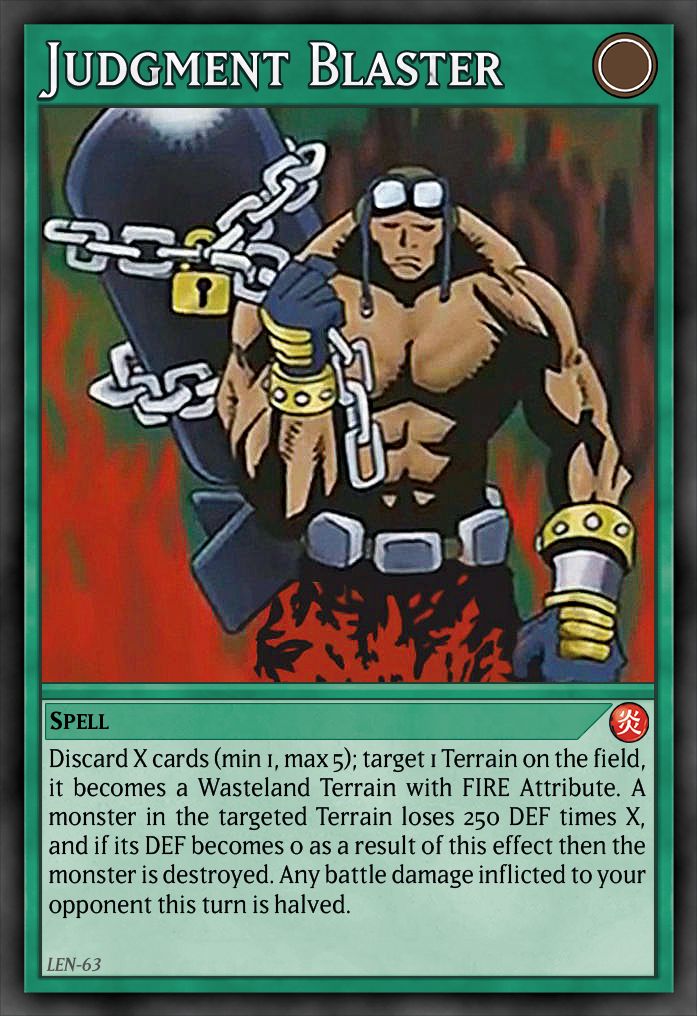 Judgment Blaster
Spell
炎
Discard X cards (min 1, max 5); target 1 Terrain on the field,
it becomes a Wasteland Terrain with FIRE Attribute. A
monster in the targeted Terrain loses 250 DEF times X,
and if its DEF becomes 0 as a result of this effect then the
monster is destroyed. Any battle damage inflicted to your
opponent this turn is halved.
LEN-63